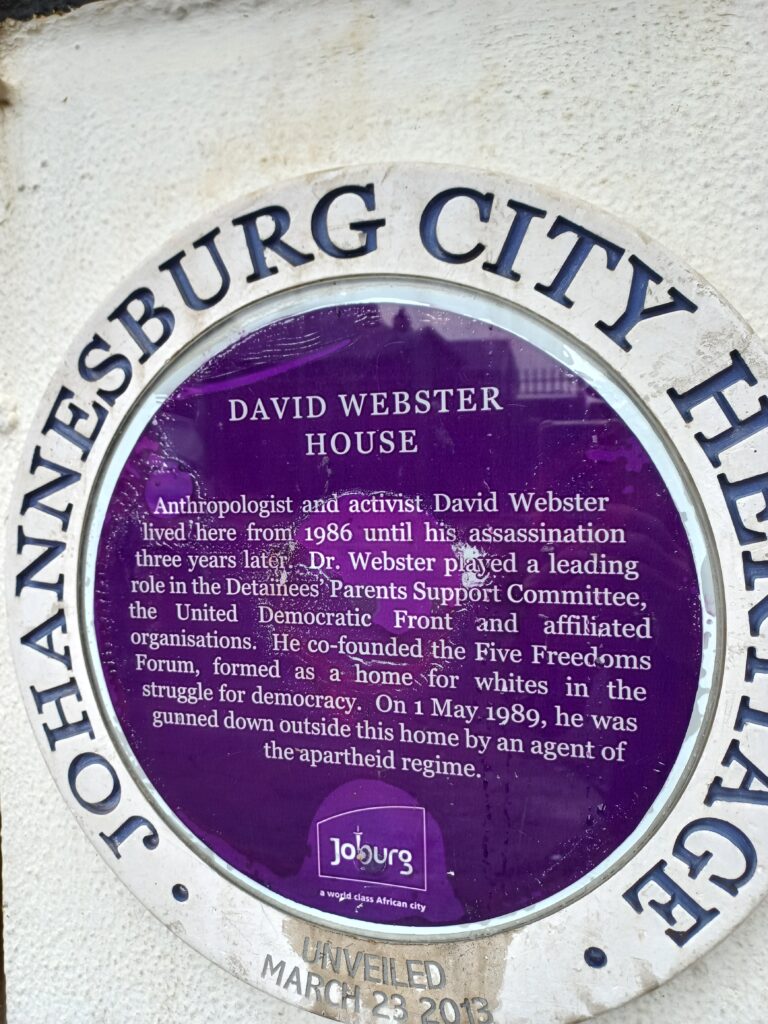 JOHANNESBURG CITY HERITAGE
DAVID WEBSTER
HOUSE
Anthropologist and activist David Webster
lived here from 1986 until his assassination
three years later. Dr. Webster played a leading
role in the Detainees' Parents Support Committee,
the United Democratic Front and affiliated
organisations. He co-founded the Five Freedoms
Forum, formed as a home for whites in the
struggle for democracy. On 1 May 1989, he was
gunned down outside this home by an agent of
the apartheid regime.
Joburg
a world class African city
UNVEILED
MARCH 23 2013